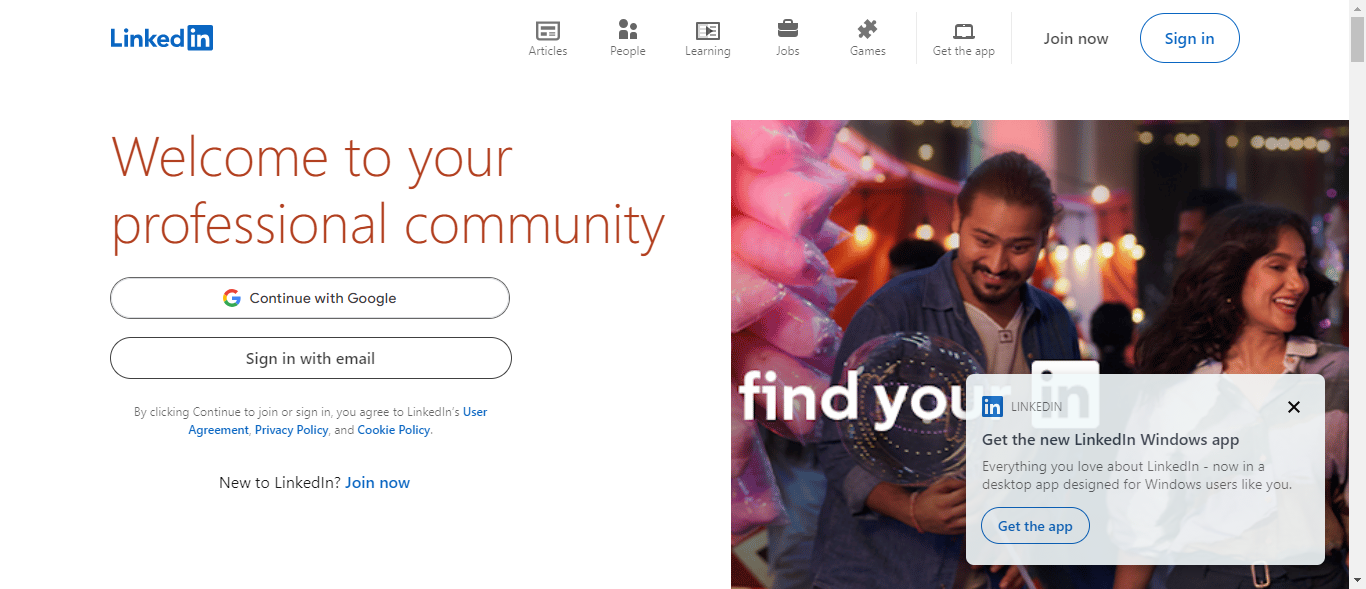 Linked in
Articles
People
Learning
Jobs
Games
Get the app
Join now
Sign in
Welcome to your
professional community
Continue with Google
Sign in with email
By clicking Continue to join or sign in, you agree to LinkedIn’s User
Agreement, Privacy Policy, and Cookie Policy.
New to LinkedIn? Join now
find your in
in LINKEDIN
Get the new LinkedIn Windows app
Everything you love about LinkedIn - now in a
desktop app designed for Windows users like you.
Get the app